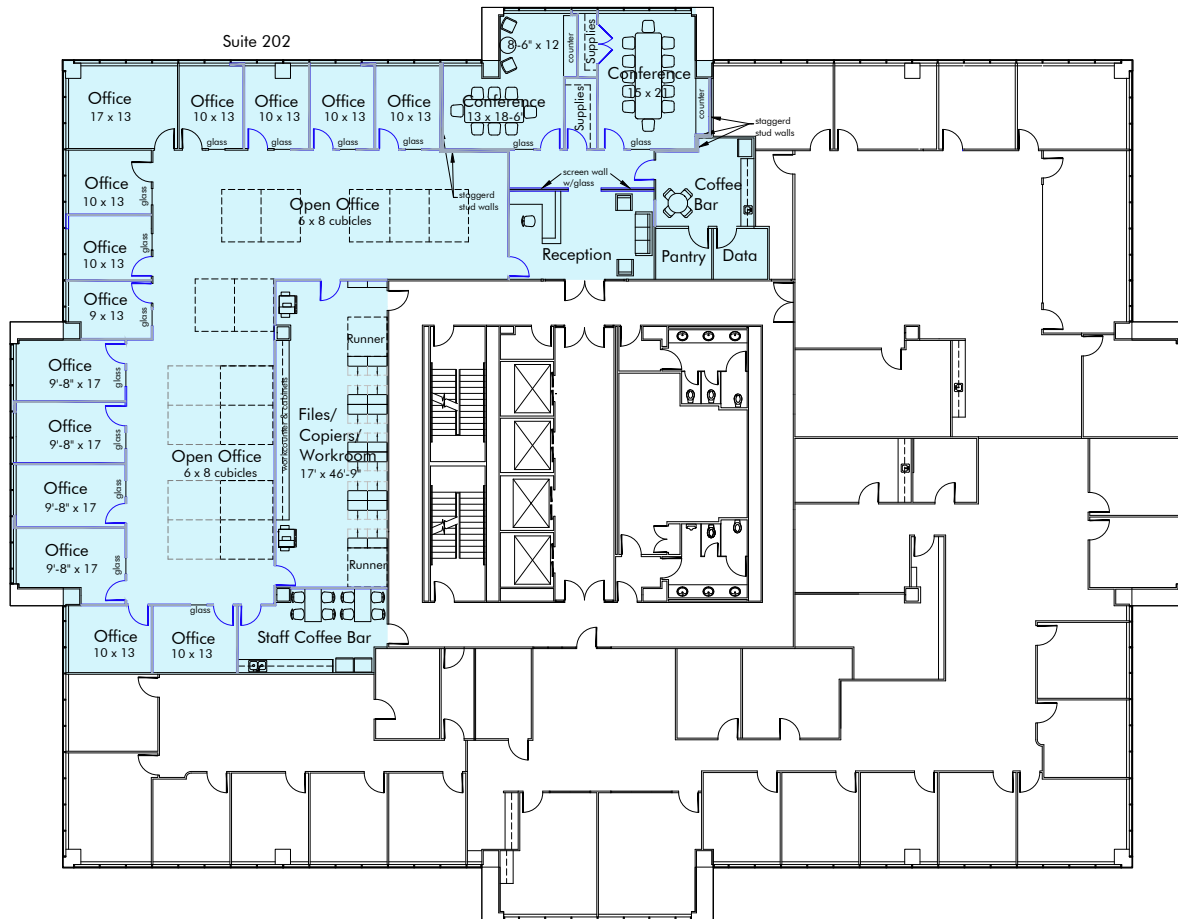 Suite 202
8-6" x 12
counter
Supplies
Conference
15 x 21
counter
Office
17 x 13
Office
10 x 13
Office
10 x 13
Office
10 x 13
Office
10 x 13
Conference
13 x 18-6'
Supplies
staggerd
stud walls
glass
glass
glass
glass
glass
glass
screen wall
w/glass
staggerd
stud walls
Office
10 x 13
glass
Open Office
6 x 8 cubicles
Coffee
Bar
Office
10 x 13
glass
Reception
Pantry
Data
Office
9 x 13
glass
Runner
Office
9'-8" x 17
glass
workcounter & cabinets
Files/
Copiers/
Workroom
17' x 46'-9"
Office
9'-8" x 17
glass
Open Office
6 x 8 cubicles
Office
9'-8" x 17
glass
Office
9'-8" x 17
glass
Runner
glass
Office
10 x 13
Office
10 x 13
Staff Coffee Bar